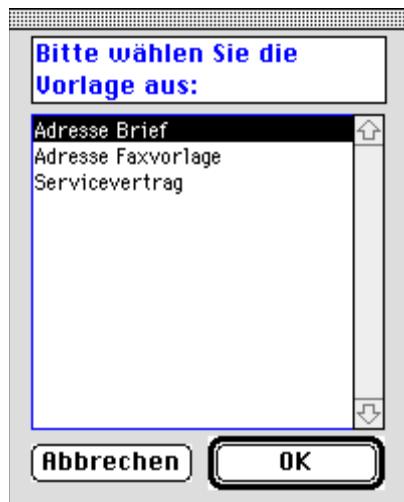 Bitte wählen Sie die
Vorlage aus:
Adresse Brief
Adresse Faxvorlage
Servicevertrag
Abbrechen
OK